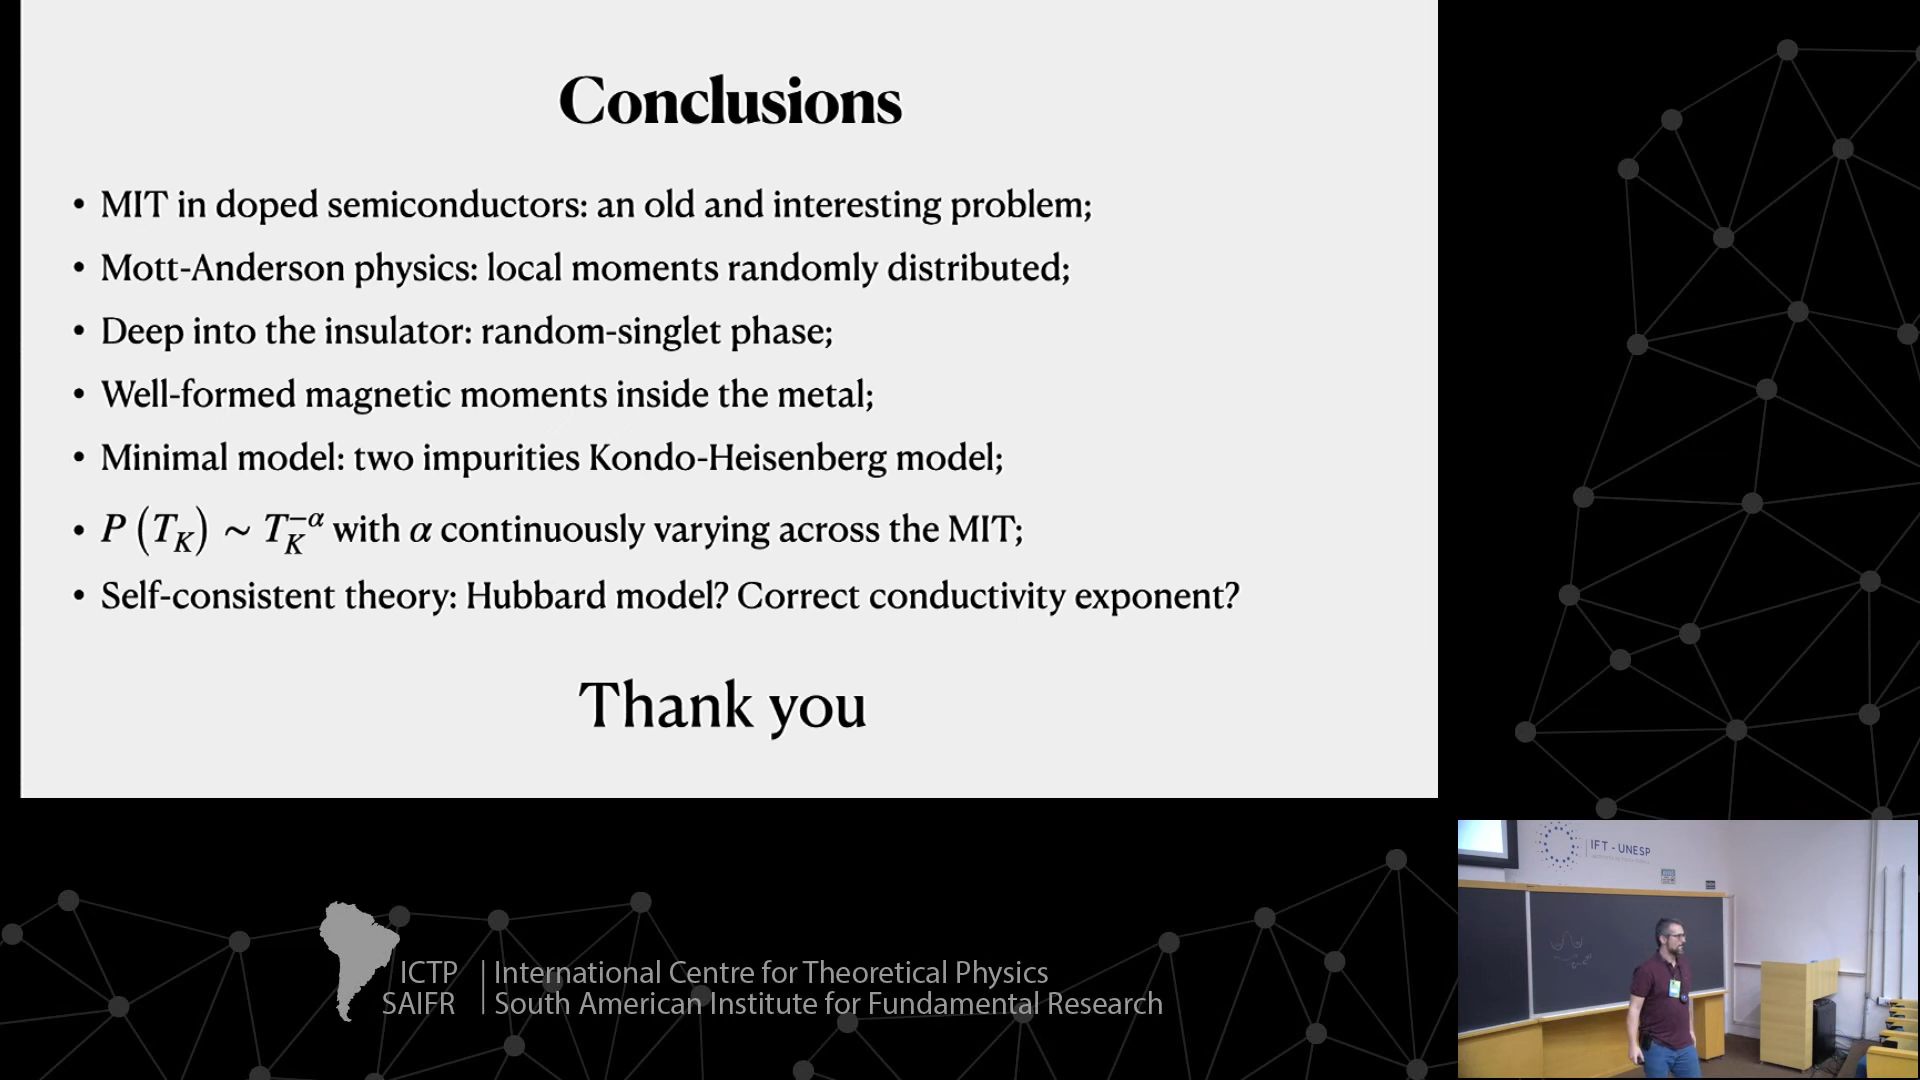 Conclusions
• MIT in doped semiconductors: an old and interesting problem;
• Mott-Anderson physics: local moments randomly distributed;
• Deep into the insulator: random-singlet phase;
• Well-formed magnetic moments inside the metal;
• Minimal model: two impurities Kondo-Heisenberg model;
• P (T_K) ~ T_K^{-α} with α continuously varying across the MIT;
• Self-consistent theory: Hubbard model? Correct conductivity exponent?
Thank you
IFT - UNESP
ICTP | International Centre for Theoretical Physics
SAIFR | South American Institute for Fundamental Research